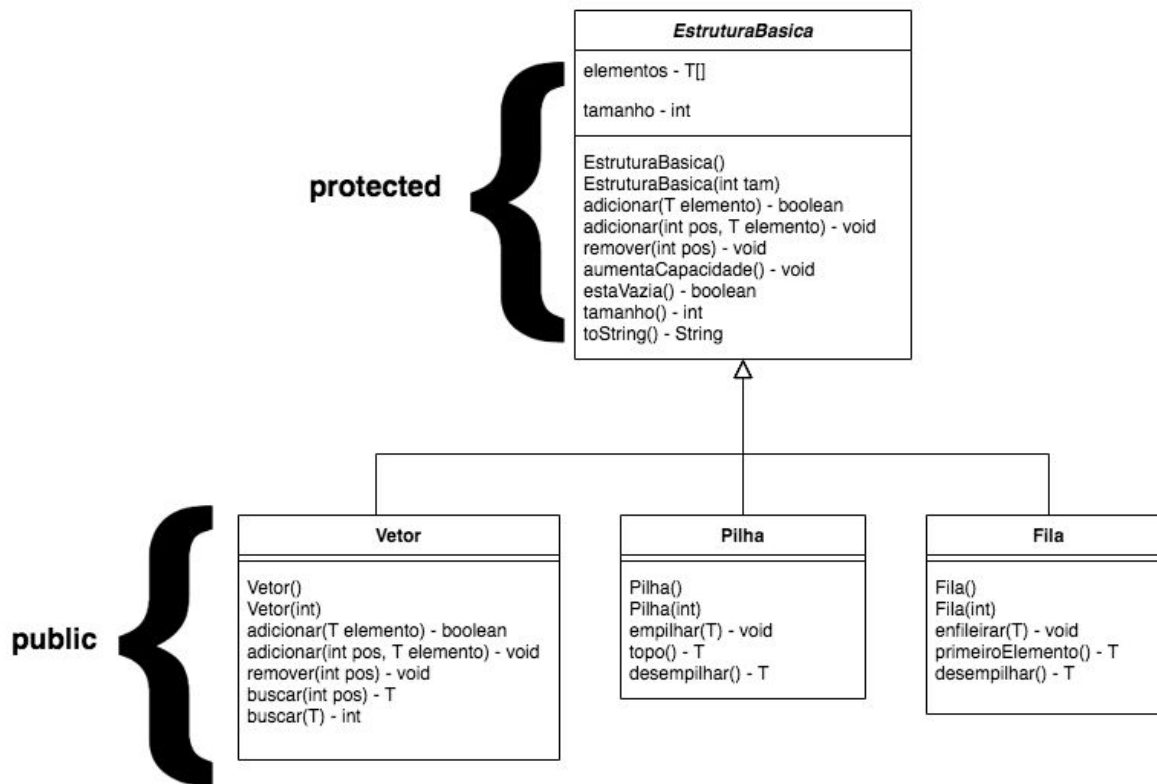 EstruturaBasica
elementos - T[]
tamanho - int
protected
EstruturaBasica()
EstruturaBasica(int tam)
adicionar(T elemento) - boolean
adicionar(int pos, T elemento) - void
remover(int pos) - void
aumentaCapacidade() - void
estaVazia() - boolean
tamanho() - int
toString() - String
public
Vetor
Vetor()
Vetor(int)
adicionar(T elemento) - boolean
adicionar(int pos, T elemento) - void
remover(int pos) - void
buscar(int pos) - T
buscar(T) - int
Pilha
Pilha()
Pilha(int)
empilhar(T) - void
topo() - T
desempilhar() - T
Fila
Fila()
Fila(int)
enfileirar(T) - void
primeiroElemento() - T
desempilhar() - T